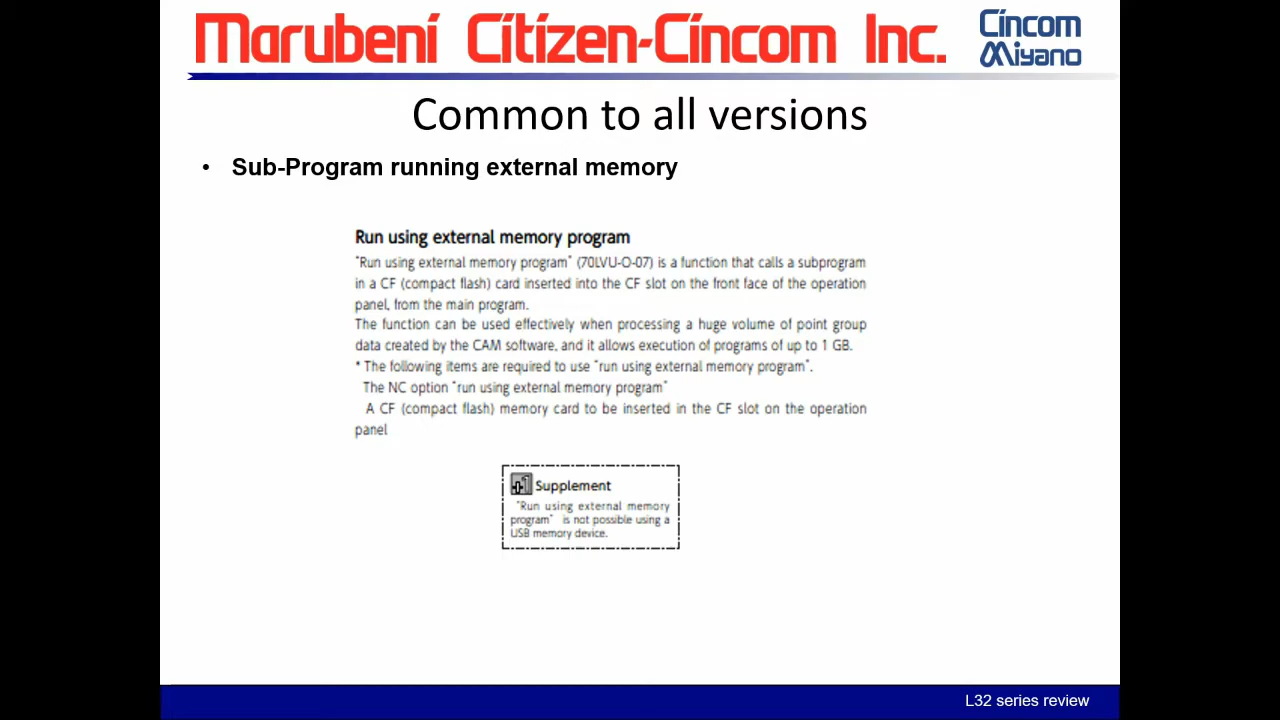 Marubeni Citizen-Cincom Inc.
Cincom
Miyano
Common to all versions
• Sub-Program running external memory
Run using external memory program
"Run using external memory program" (70LVU-O-07) is a function that calls a subprogram
in a CF (compact flash) card inserted into the CF slot on the front face of the operation
panel, from the main program.
The function can be used effectively when processing a huge volume of point group
data created by the CAM software, and it allows execution of programs of up to 1 GB.
* The following items are required to use "run using external memory program".
The NC option "run using external memory program"
A CF (compact flash) memory card to be inserted in the CF slot on the operation
panel
Supplement
"Run using external memory
program" is not possible using a
USB memory device.
L32 series review